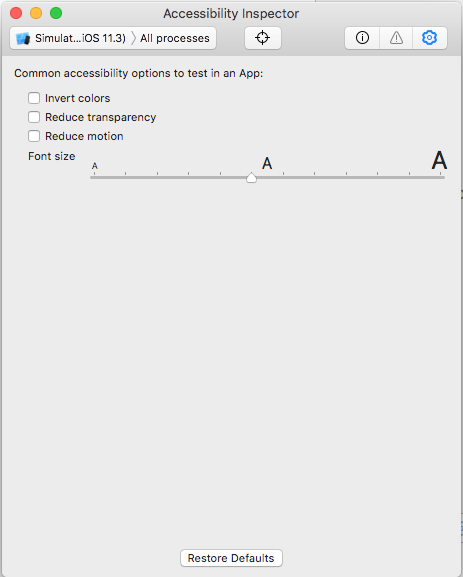 Accessibility Inspector
Simulat...iOS 11.3) 〉All processes
Common accessibility options to test in an App:
Invert colors
Reduce transparency
Reduce motion
Font size
A A A
Restore Defaults